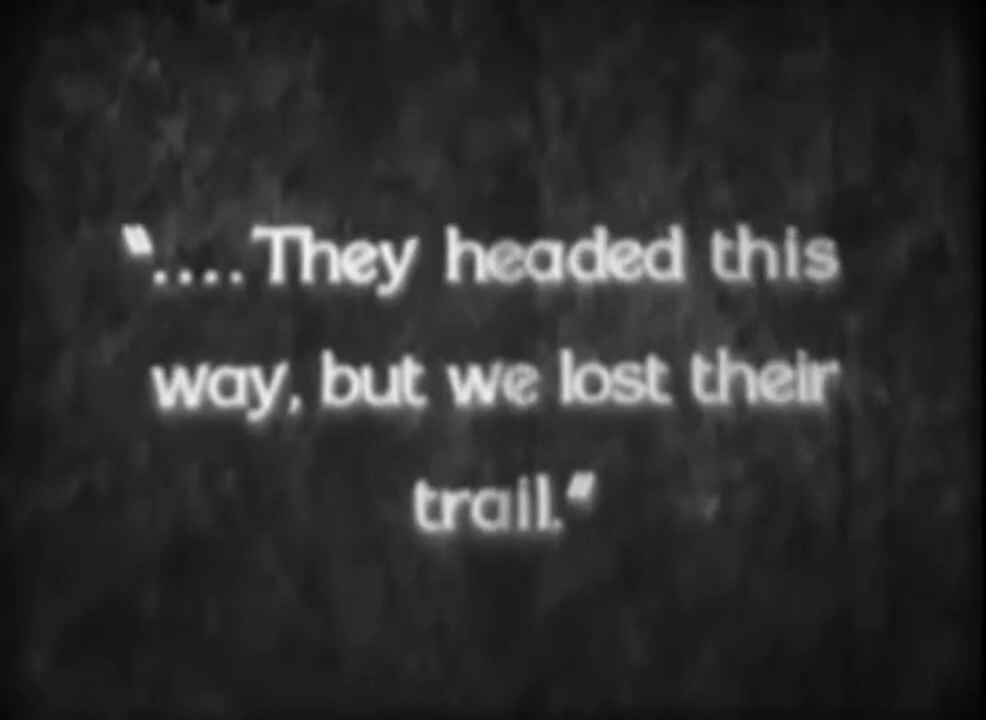 "....They headed this
way, but we lost their
trail."